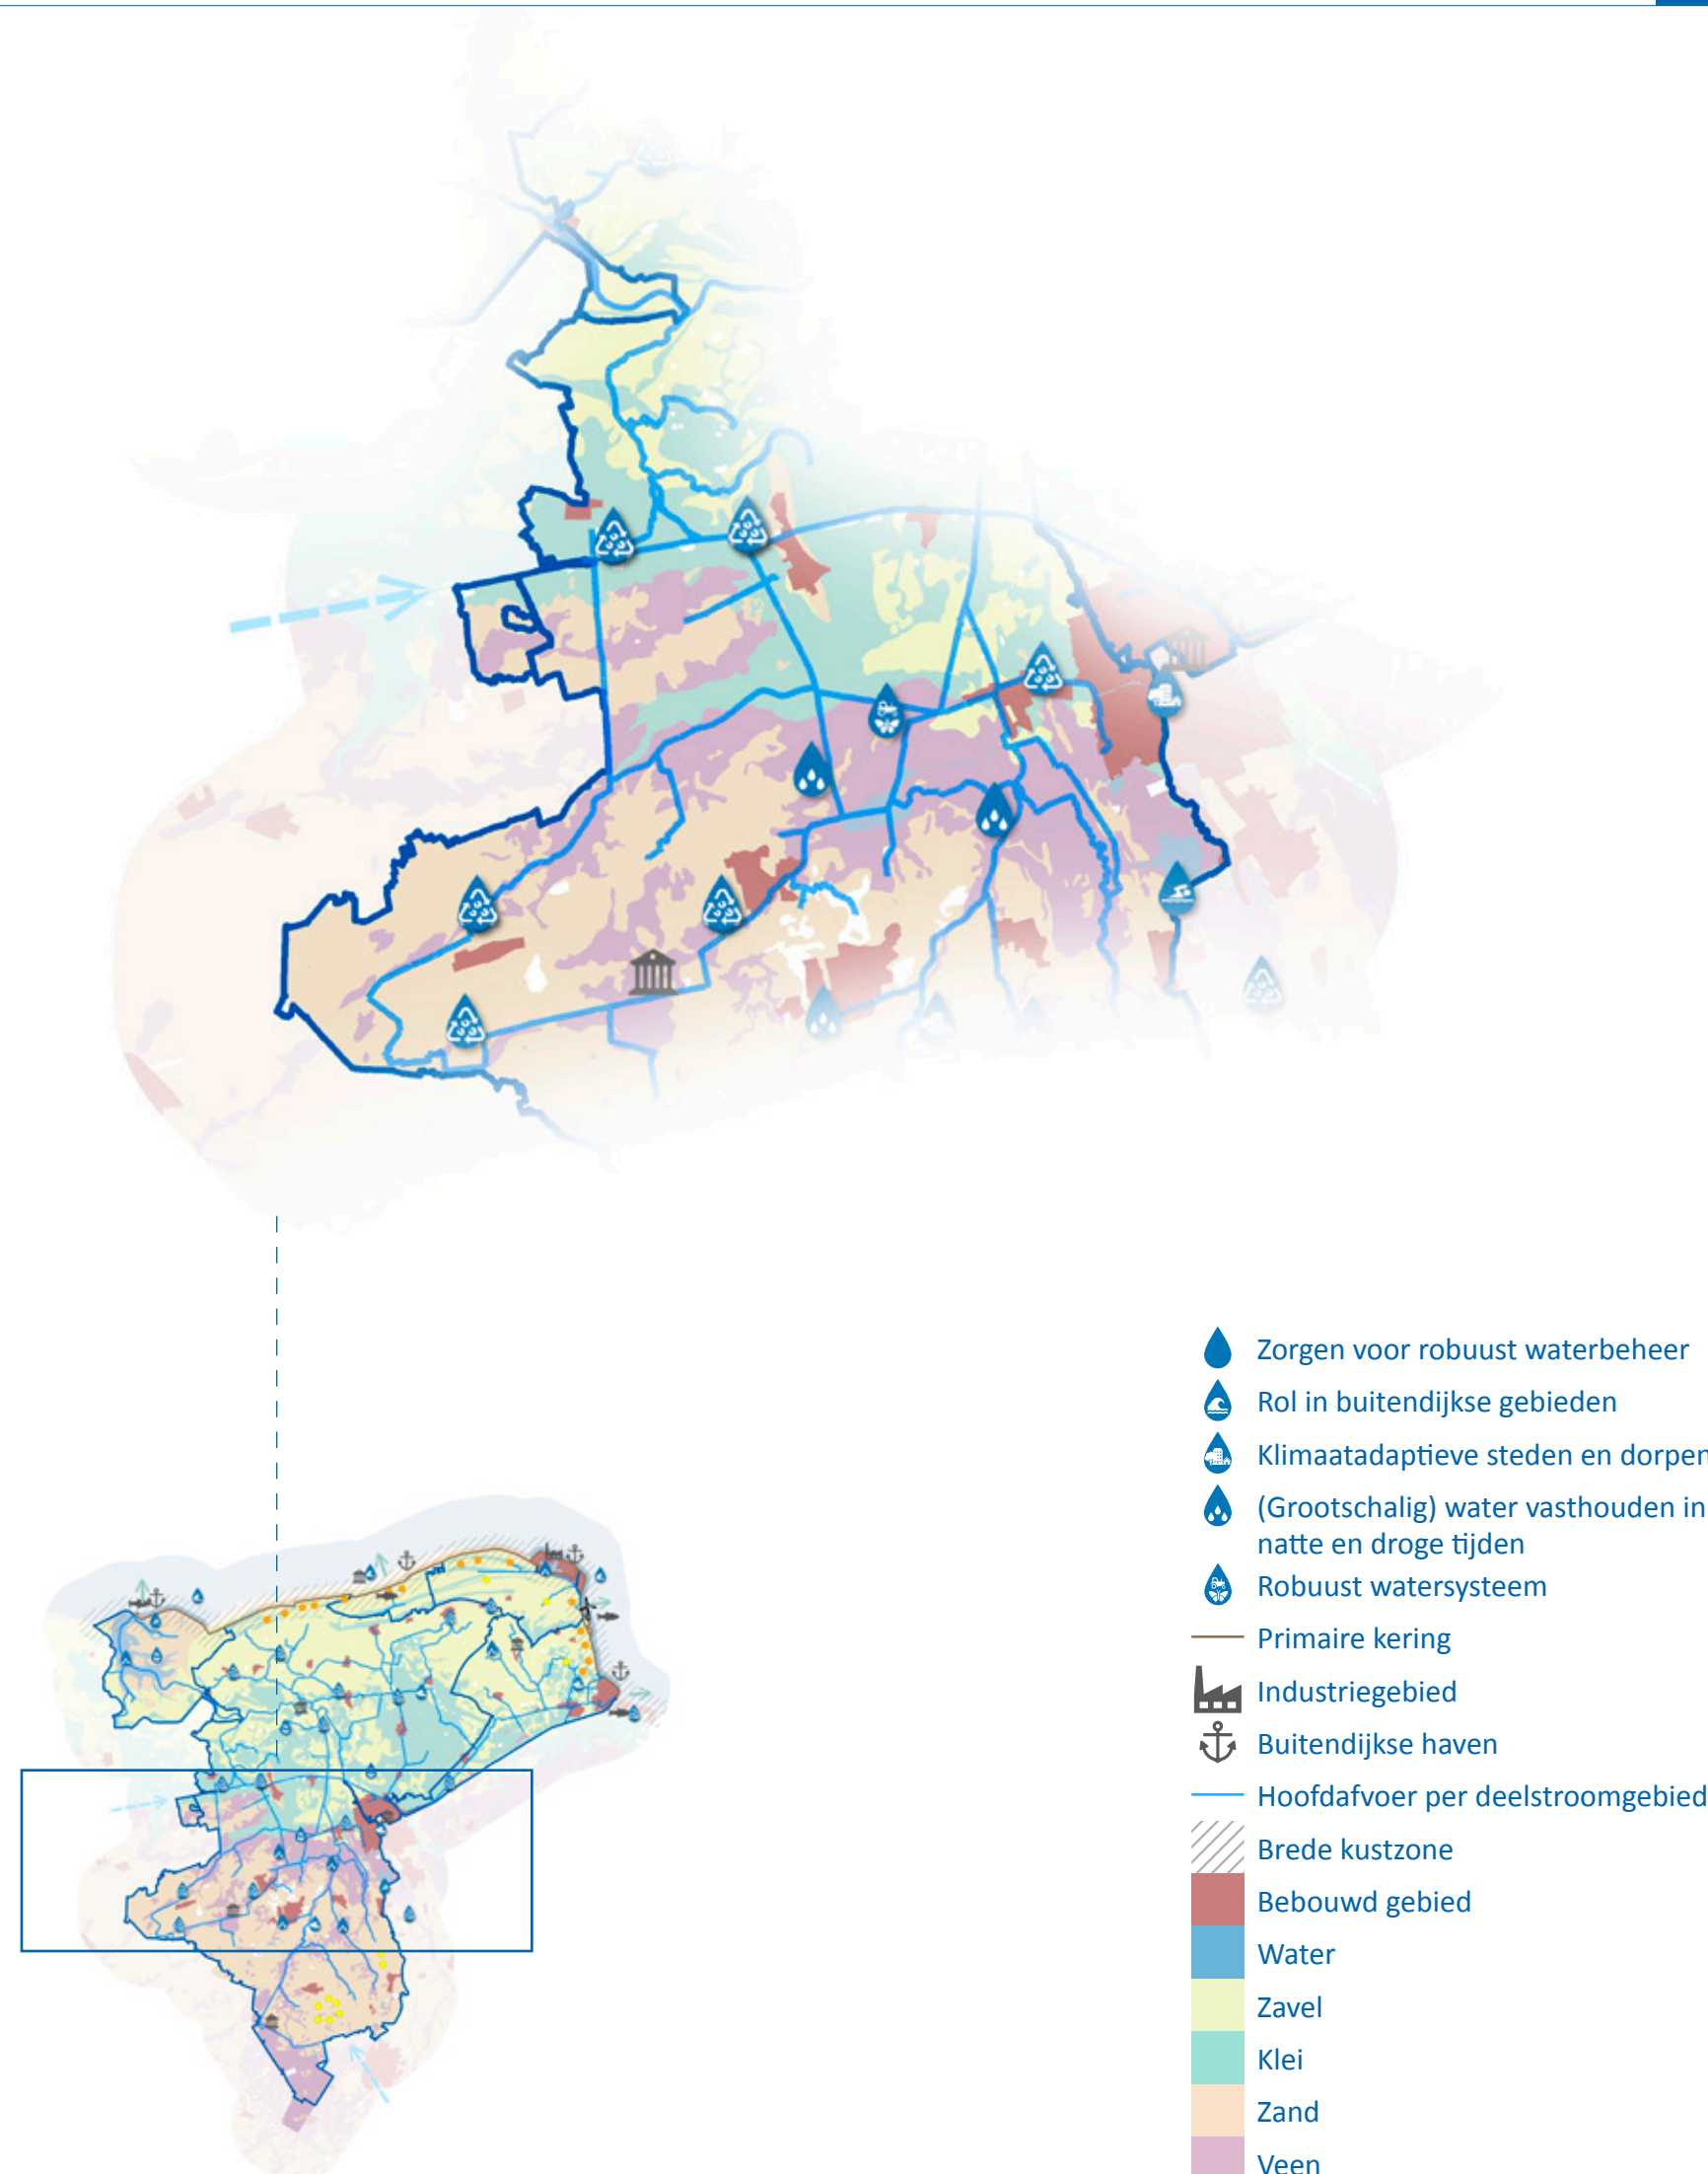 Zorgen voor robuust waterbeheer
Rol in buitendijkse gebieden
Klimaatadaptieve steden en dorpen
(Grootschalig) water vasthouden in
natte en droge tijden
Robuust watersysteem
Primaire kering
Industriegebied
Buitendijkse haven
Hoofdafvoer per deelstroomgebied
Brede kustzone
Bebouwd gebied
Water
Zavel
Klei
Zand
Veen